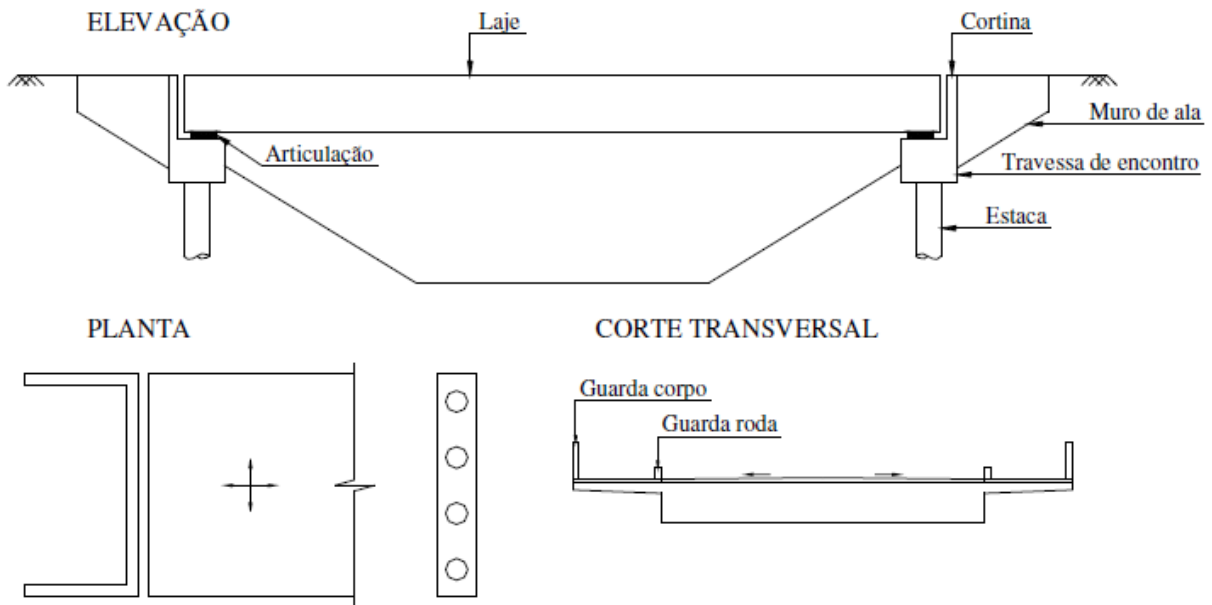 ELEVAÇÃO
Laje
Cortina
Muro de ala
Articulação
Travessa de encontro
Estaca
PLANTA
CORTE TRANSVERSAL
Guarda corpo
Guarda roda